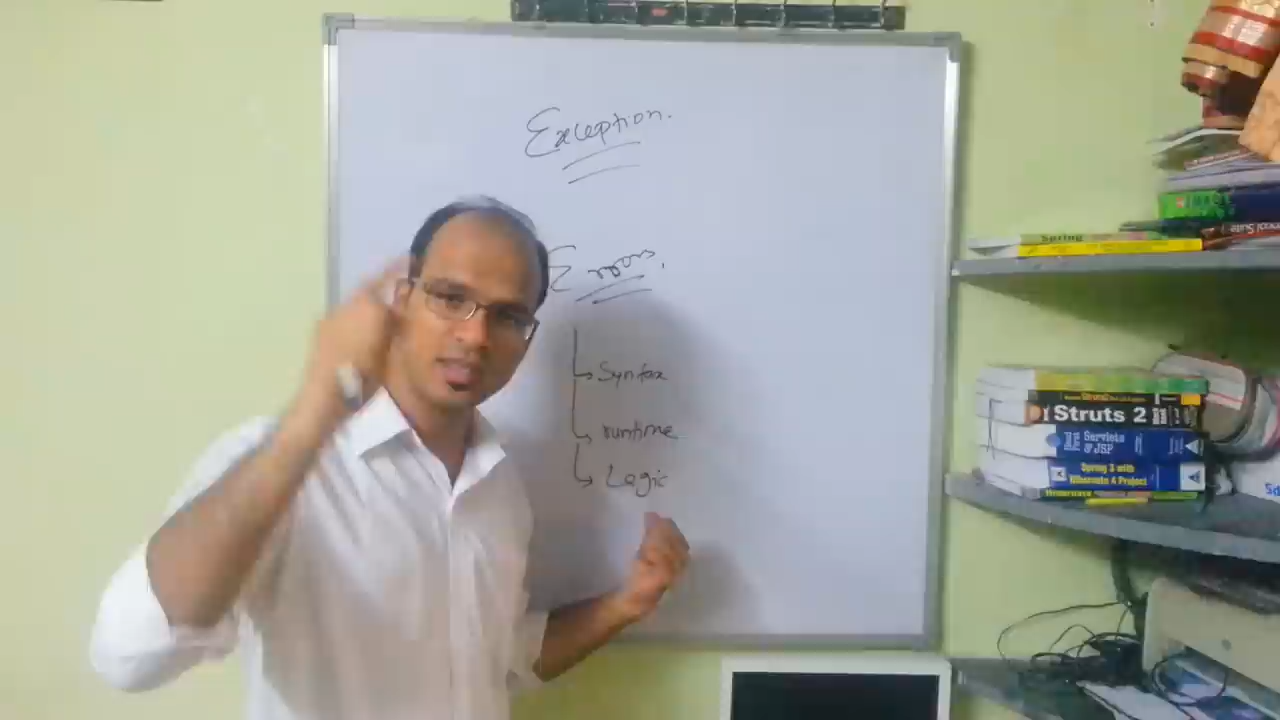 Exception.
Errors.
Syntax
runtime
Logic
Spring
Struts 2
Servlets
& JSP
Spring 3 with
Hibernate 4 Project